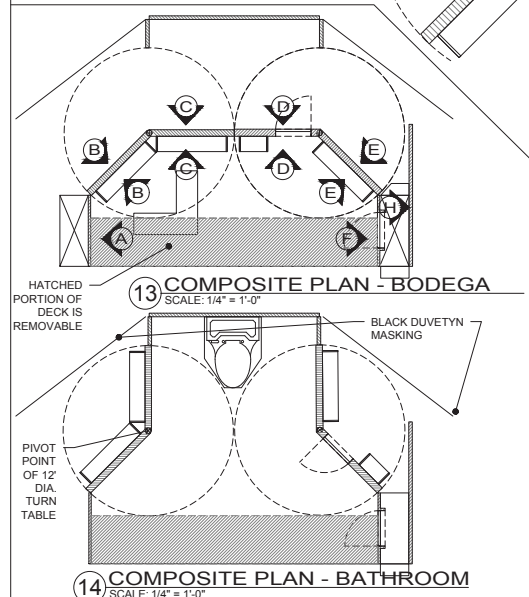 C
D
B
E
C
D
B
E
H
A
F
HATCHED
PORTION OF
DECK IS
REMOVABLE
13 COMPOSITE PLAN - BODEGA
SCALE: 1/4" = 1'-0"
BLACK DUVETYN
MASKING
PIVOT
POINT
OF 12'
DIA.
TURN
TABLE
14 COMPOSITE PLAN - BATHROOM
SCALE: 1/4" = 1'-0"